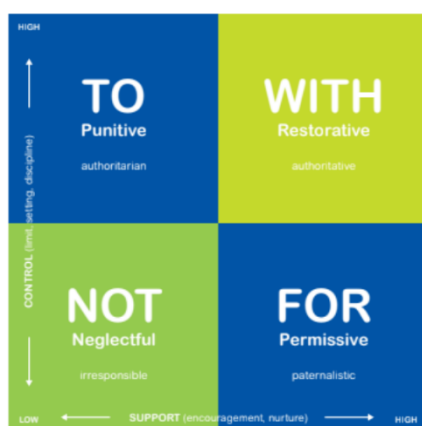 HIGH
TO
Punitive
authoritarian
WITH
Restorative
authoritative
CONTROL (limit, setting, discipline)
NOT
Neglectful
irresponsible
FOR
Permissive
paternalistic
LOW
SUPPORT (encouragement, nurture)
HIGH